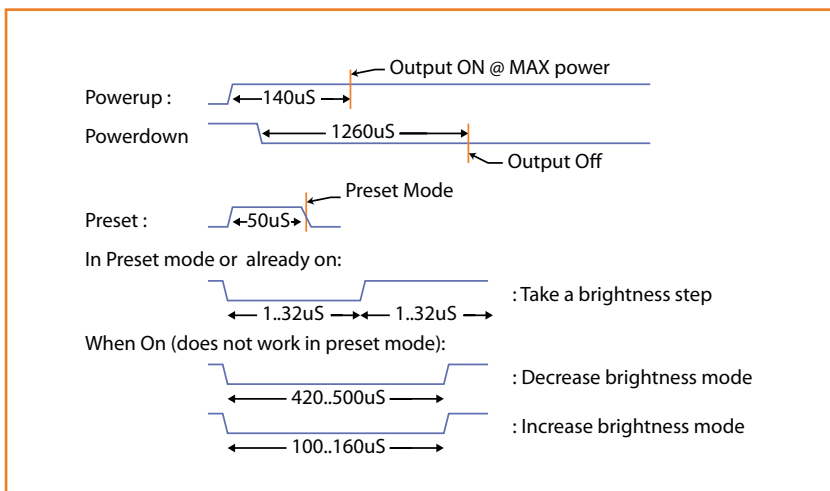 Output ON @ MAX power
Powerup :
140uS
Powerdown
1260uS
Output Off
Preset Mode
Preset :
50uS
In Preset mode or already on:
: Take a brightness step
1..32uS 1..32uS
When On (does not work in preset mode):
: Decrease brightness mode
420..500uS
: Increase brightness mode
100..160uS